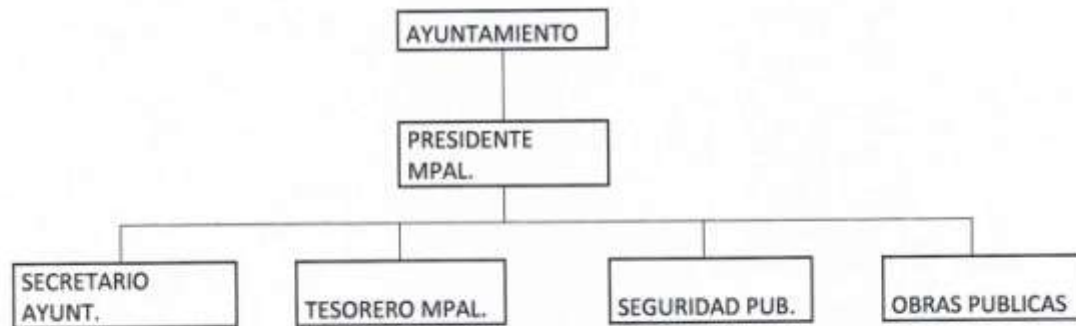 AYUNTAMIENTO
PRESIDENTE
MPAL.
SECRETARIO
AYUNT.
TESORERO MPAL.
SEGURIDAD PUB.
OBRAS PUBLICAS